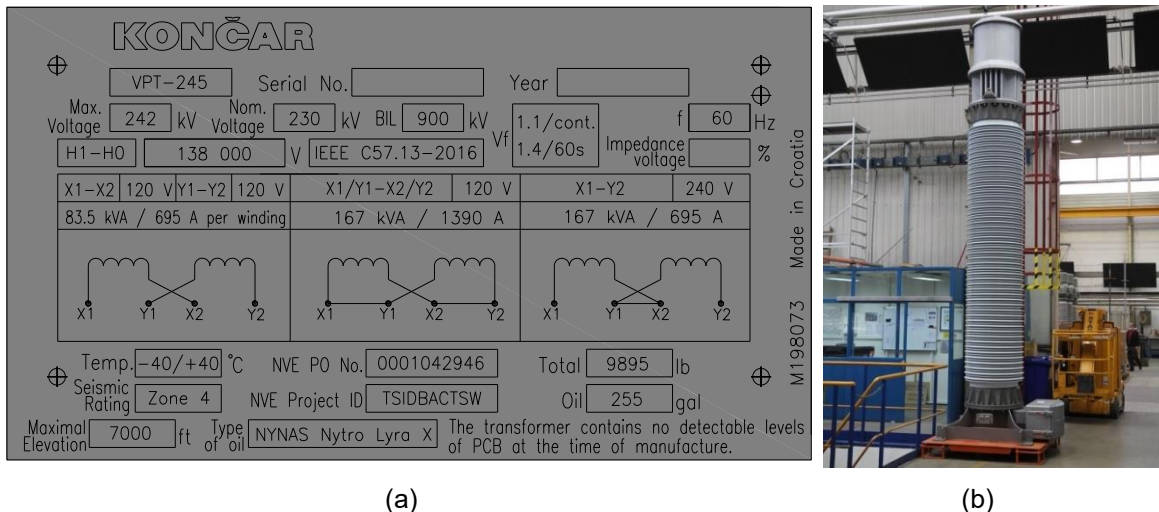 KONČAR
VPT-245 Serial No. Year
Max. Voltage 242 kV Nom. Voltage 230 kV BIL 900 kV Vf 1.1/cont. 1.4/60s f 60 Hz
H1-H0 138 000 V IEEE C57.13-2016 Impedance voltage %
X1-X2 120 V Y1-Y2 120 V X1/Y1-X2/Y2 120 V X1-Y2 240 V
83.5 kVA / 695 A per winding 167 kVA / 1390 A 167 kVA / 695 A
X1 Y1 X2 Y2 X1 Y1 X2 Y2 X1 Y1 X2 Y2
Temp. -40/+40 °C NVE PO No. 0001042946 Total 9895 lb
Seismic Rating Zone 4 NVE Project ID TSIDBACTSW Oil 255 gal
Maximal Elevation 7000 ft Type of oil NYNAS Nytro Lyra X The transformer contains no detectable levels
of PCB at the time of manufacture.
M198073 Made in Croatia
(a) (b)